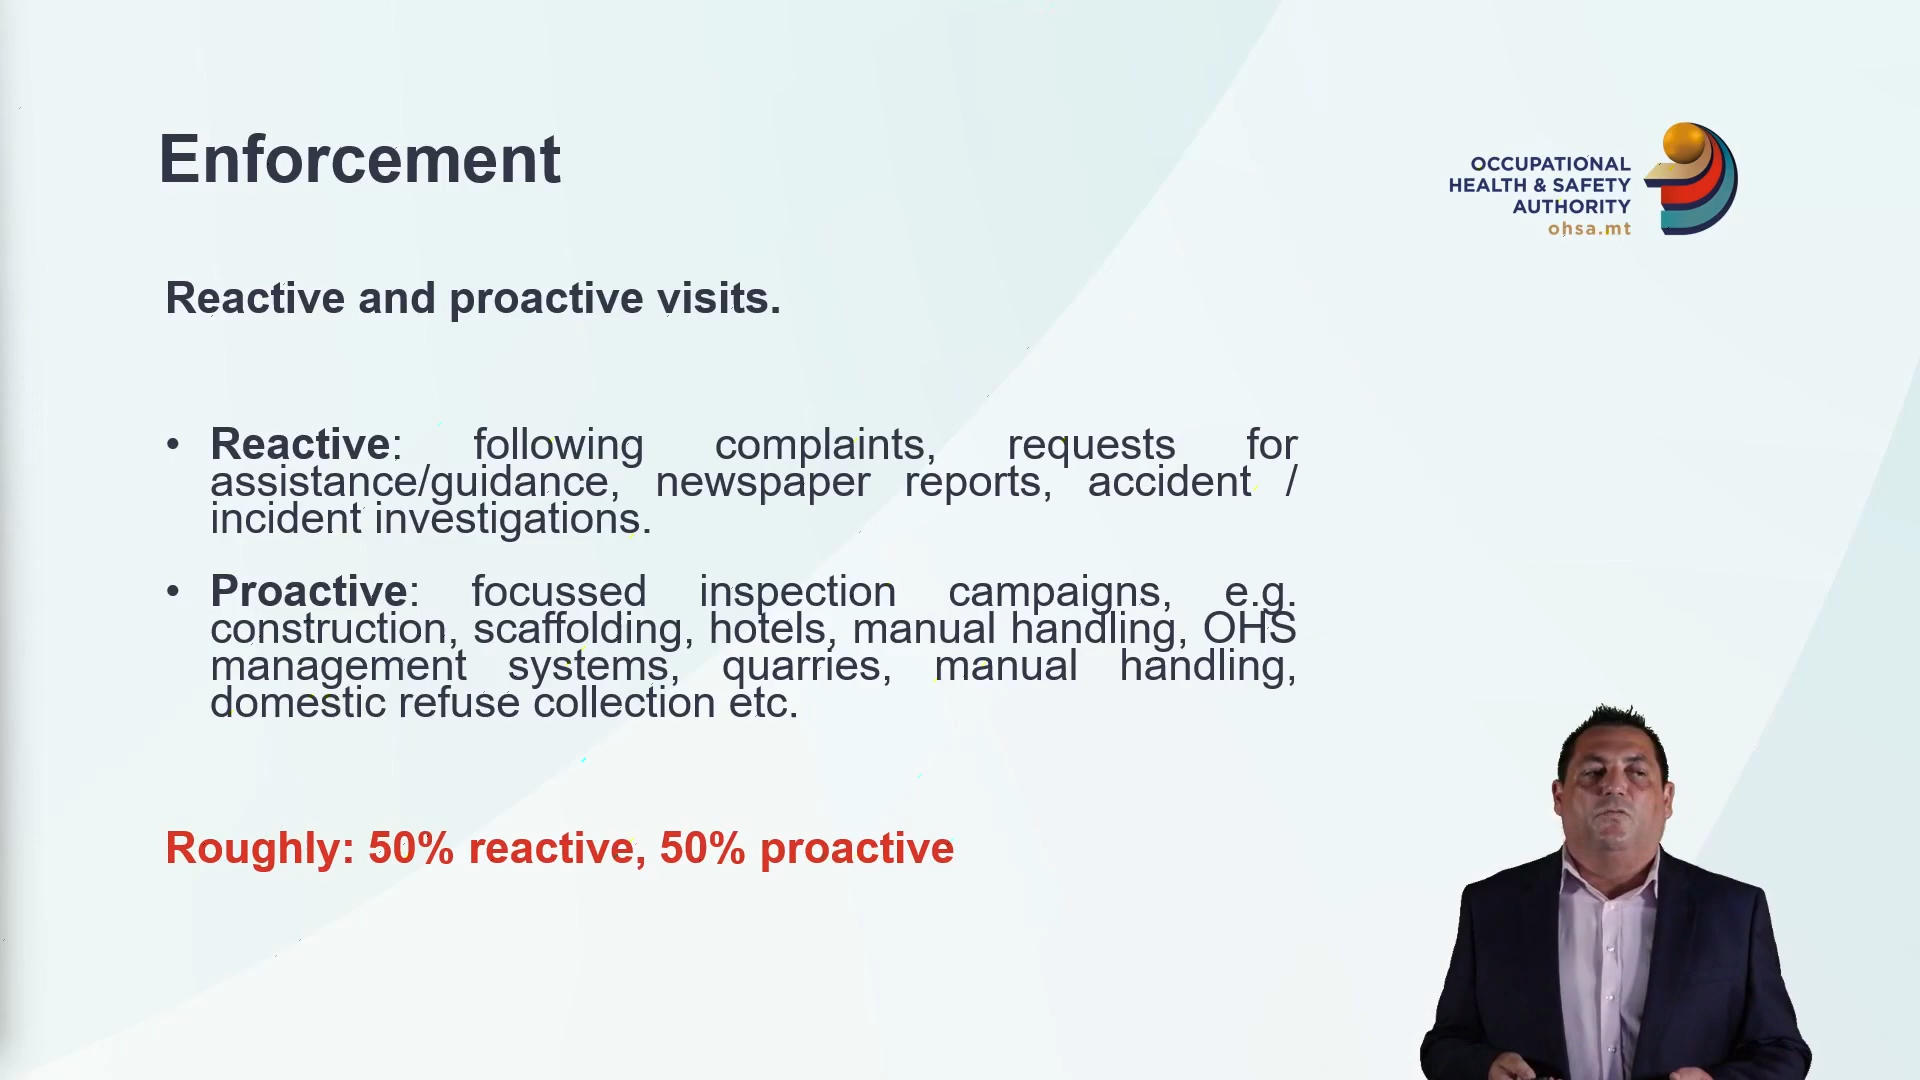 Enforcement
OCCUPATIONAL
HEALTH & SAFETY
AUTHORITY
ohsa.mt
Reactive and proactive visits.
• Reactive: following complaints, requests for
assistance/guidance, newspaper reports, accident /
incident investigations.
• Proactive: focussed inspection campaigns, e.g.
construction, scaffolding, hotels, manual handling, OHS
management systems, quarries, manual handling,
domestic refuse collection etc.
Roughly: 50% reactive, 50% proactive